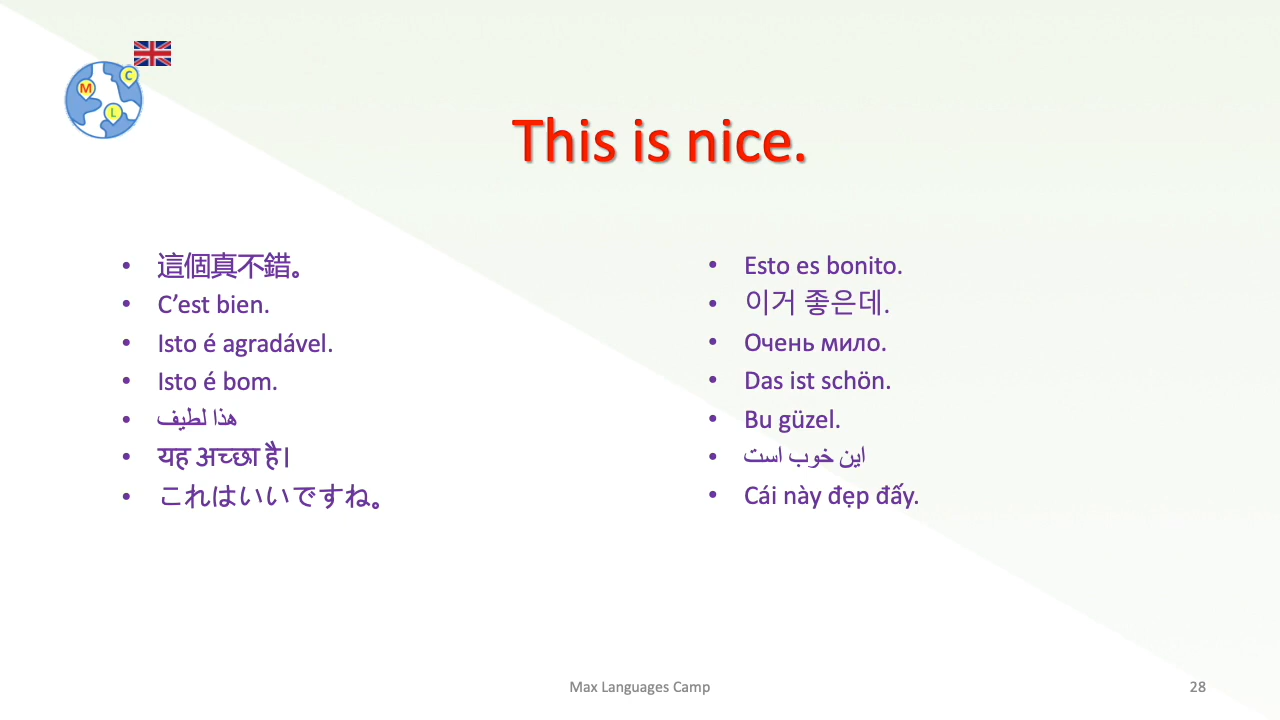 M
C
L
This is nice.
這個真不錯。
C’est bien.
Isto é agradável.
Isto é bom.
هذا لطيف
यह अच्छा है।
これはいいですね。
Esto es bonito.
이거 좋은데.
Очень мило.
Das ist schön.
Bu güzel.
این خوب است
Cái này đẹp đấy.
Max Languages Camp
28